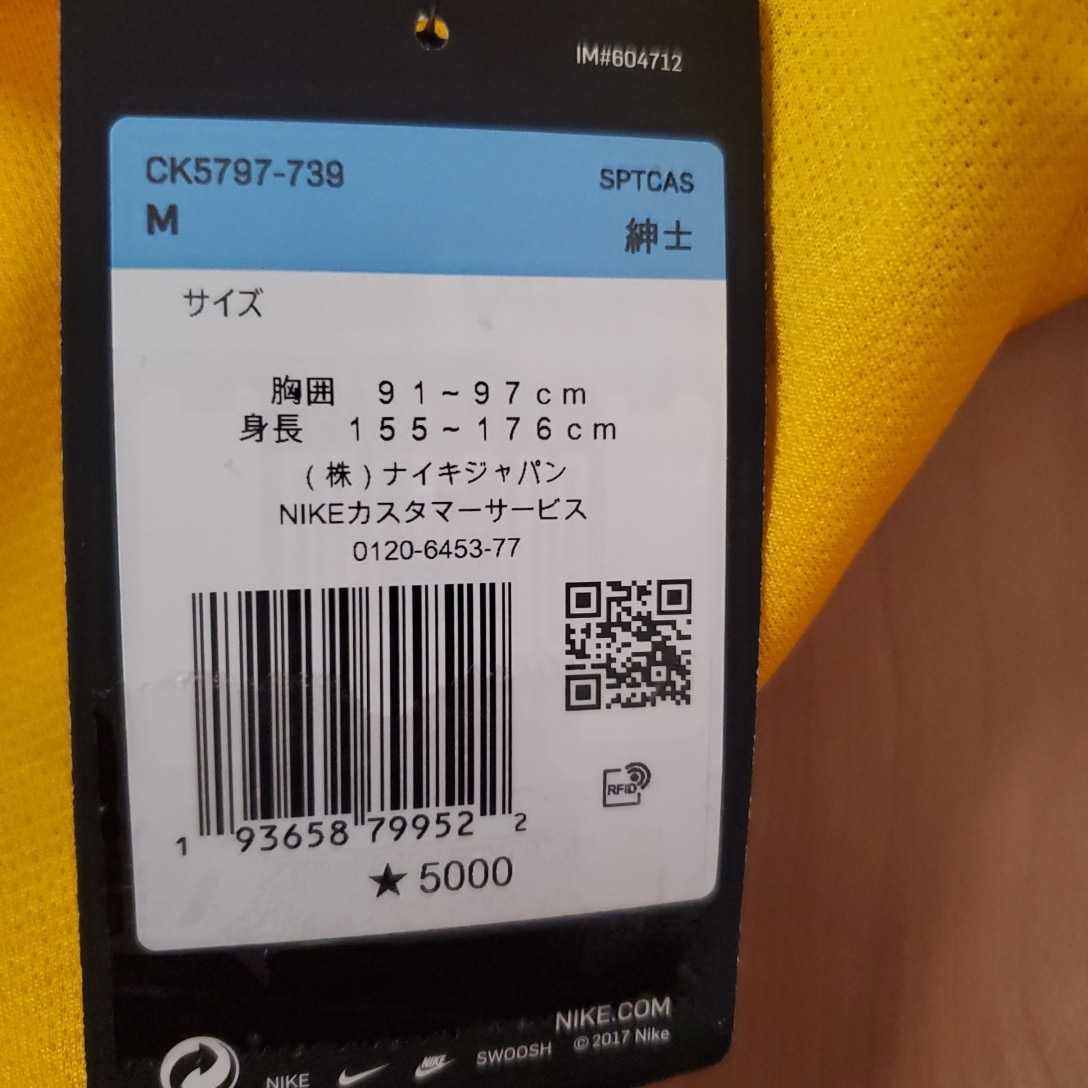 IM#604712
CK5797-739
SPTCAS
M
紳士
サイズ
胸囲 91~97cm
身長 155~176cm
(株)ナイキジャパン
NIKEカスタマーサービス
0120-6453-77
RFID
1 93658 79952 2
★5000
NIKE.COM
© 2017 Nike
NIKE NIKE SWOOSH